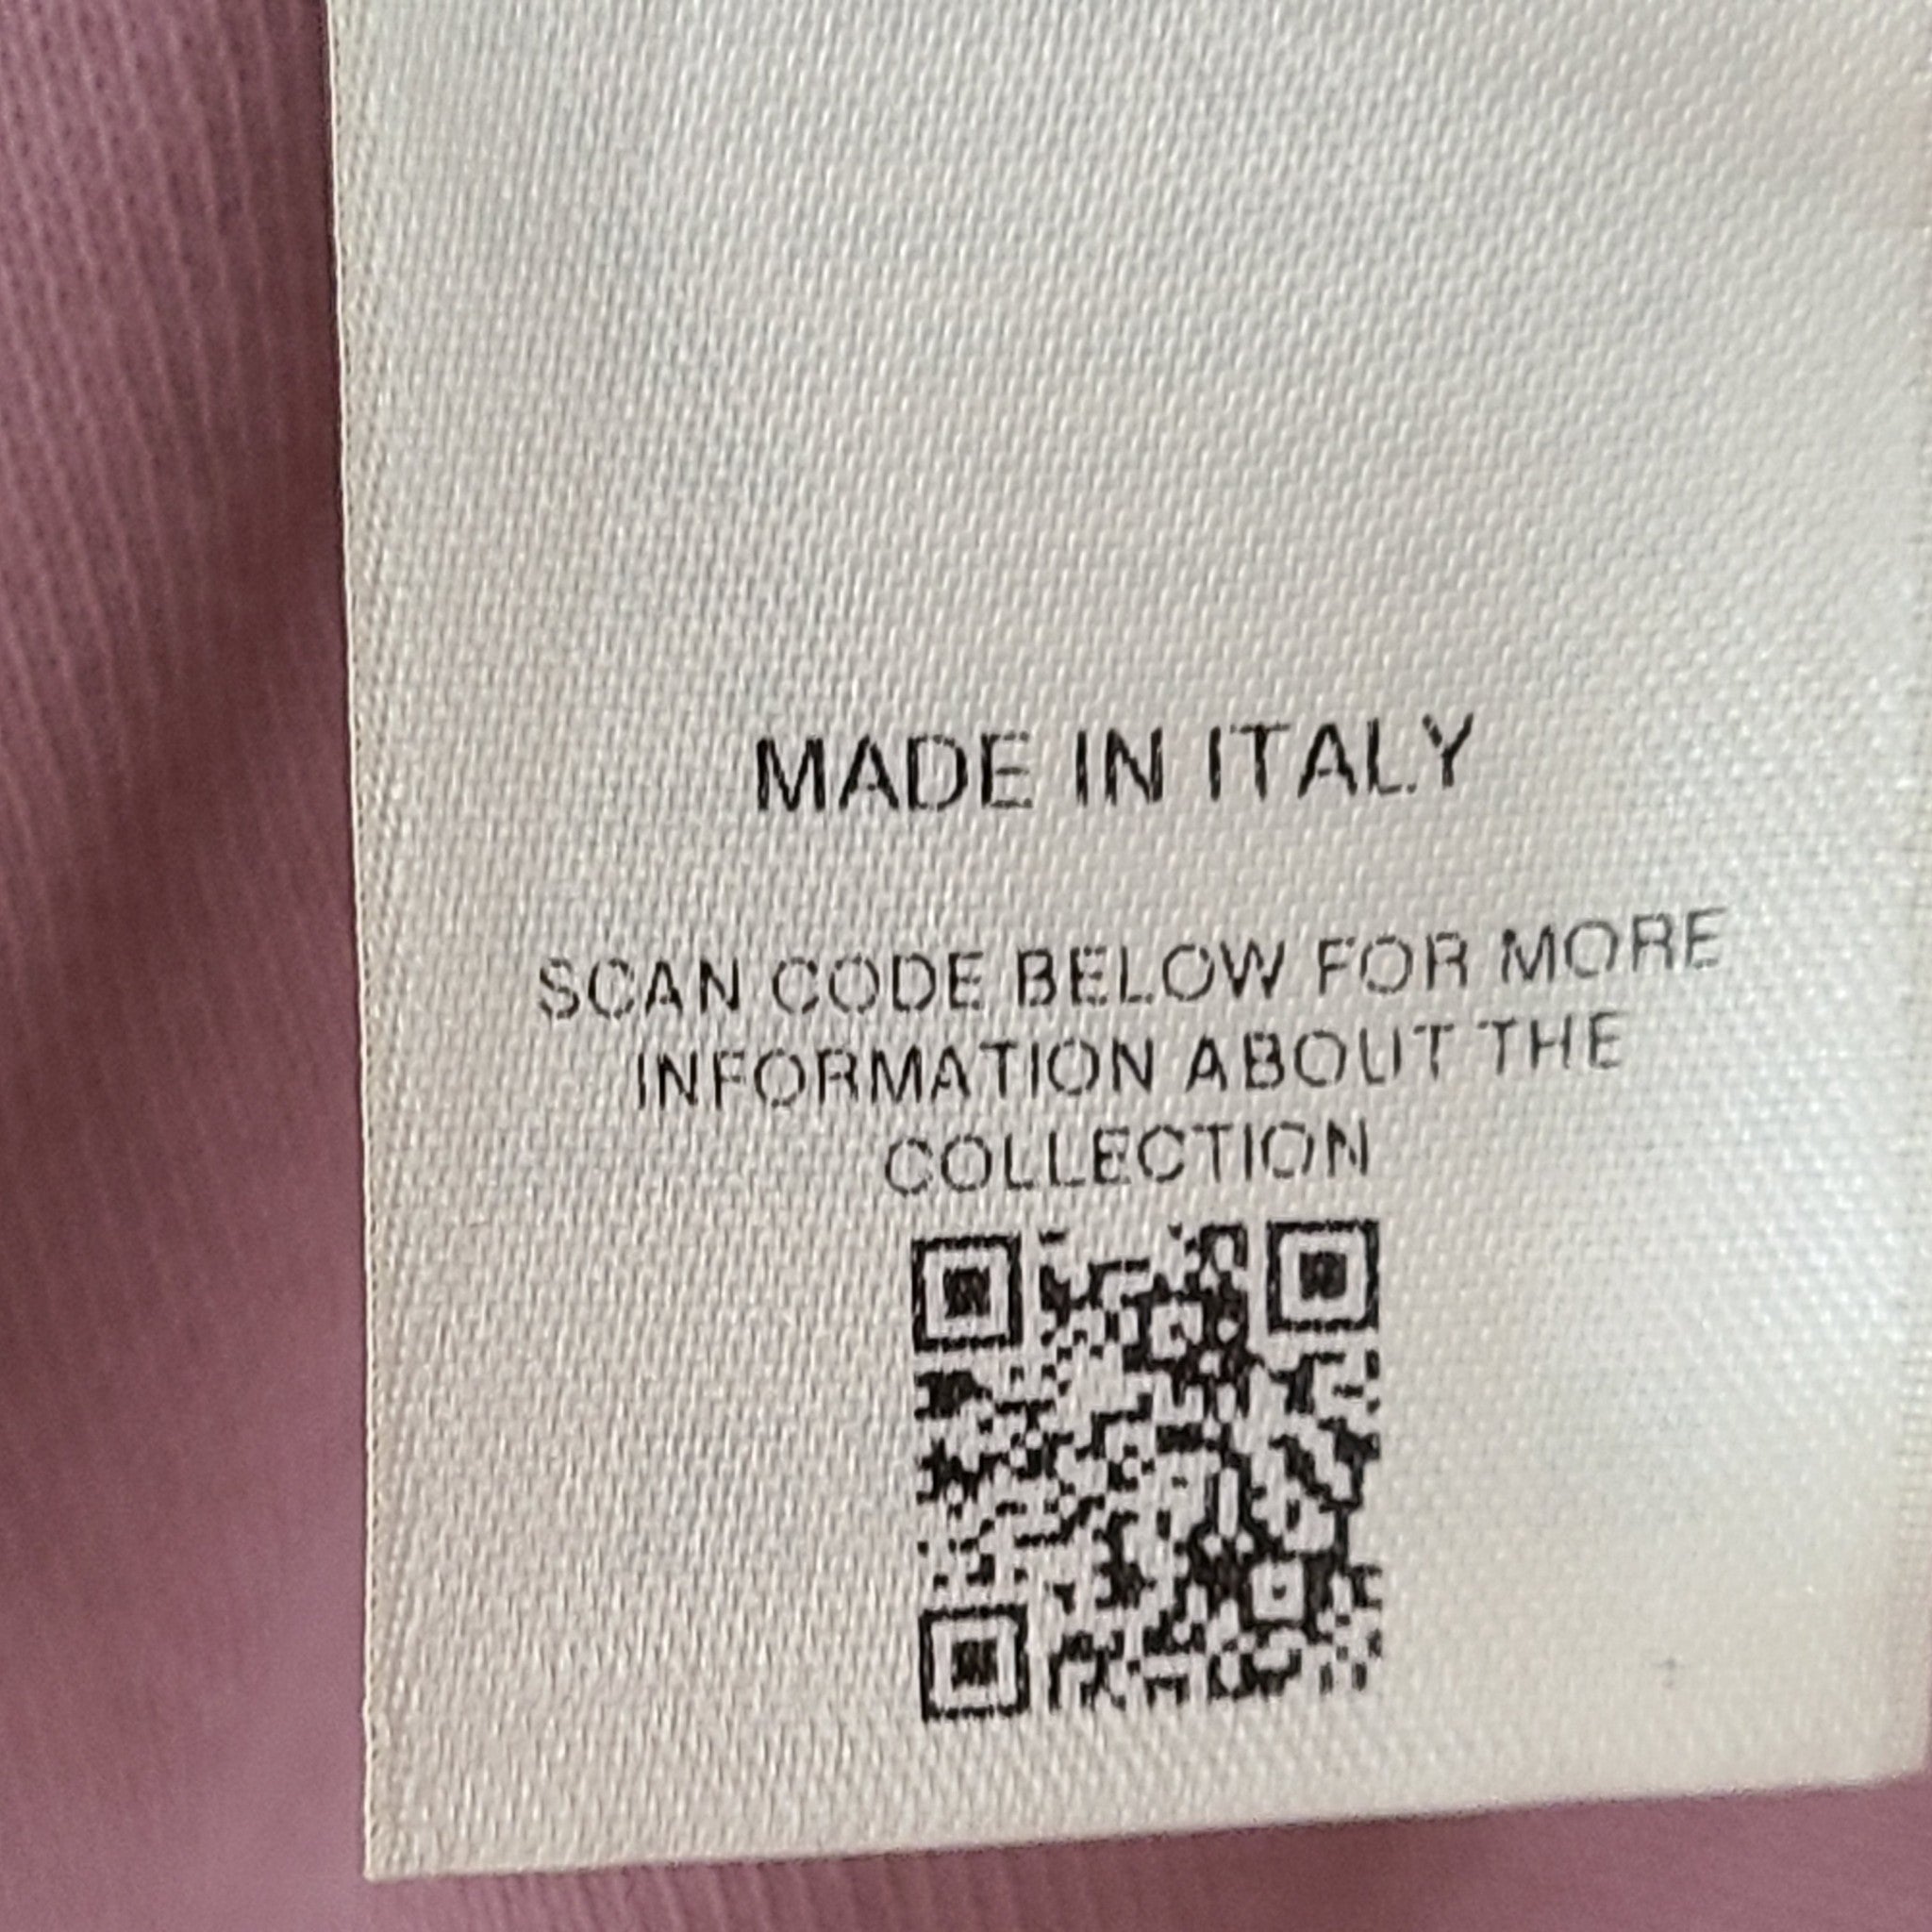 MADE IN ITALY
SCAN CODE BELOW FOR MORE
INFORMATION ABOUT THE
COLLECTION